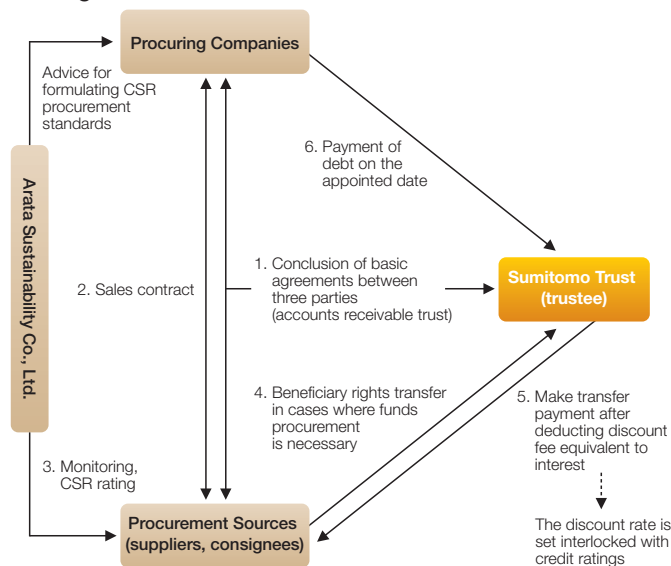 Procuring Companies
Advice for
formulating CSR
procurement
standards
Arata Sustainability Co., Ltd.
6. Payment of
debt on the
appointed date
2. Sales contract
1. Conclusion of basic
agreements between
three parties
(accounts receivable trust)
Sumitomo Trust
(trustee)
4. Beneficiary rights transfer
in cases where funds
procurement
is necessary
5. Make transfer
payment after
deducting discount
fee equivalent to
interest
3. Monitoring,
CSR rating
Procurement Sources
(suppliers, consignees)
The discount rate is
set interlocked with
credit ratings